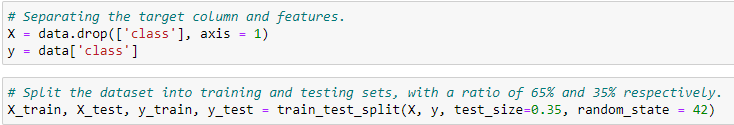 # Separating the target column and features.
X = data.drop(['class'], axis = 1)
y = data['class']
# Split the dataset into training and testing sets, with a ratio of 65% and 35% respectively.
X_train, X_test, y_train, y_test = train_test_split(X, y, test_size=0.35, random_state = 42)